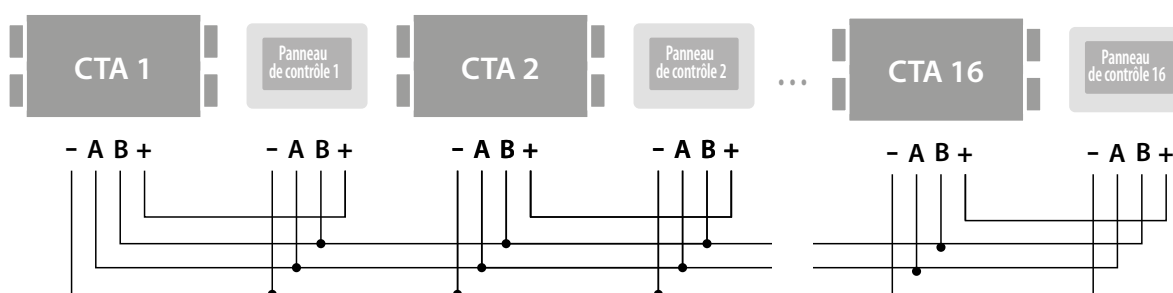 CTA 1
Panneau
de contrôle 1
CTA 2
Panneau
de contrôle 2
...
CTA 16
Panneau
de contrôle 16
– A B +
– A B +
– A B +
– A B +
– A B +
– A B +